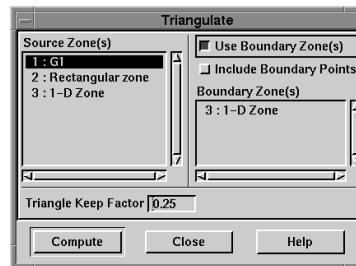 Triangulate
Source Zone(s)
1 : G1
2 : Rectangular zone
3 : 1-D Zone
Use Boundary Zone(s)
Include Boundary Points
Boundary Zone(s)
3 : 1-D Zone
Triangle Keep Factor 0.25
Compute
Close
Help